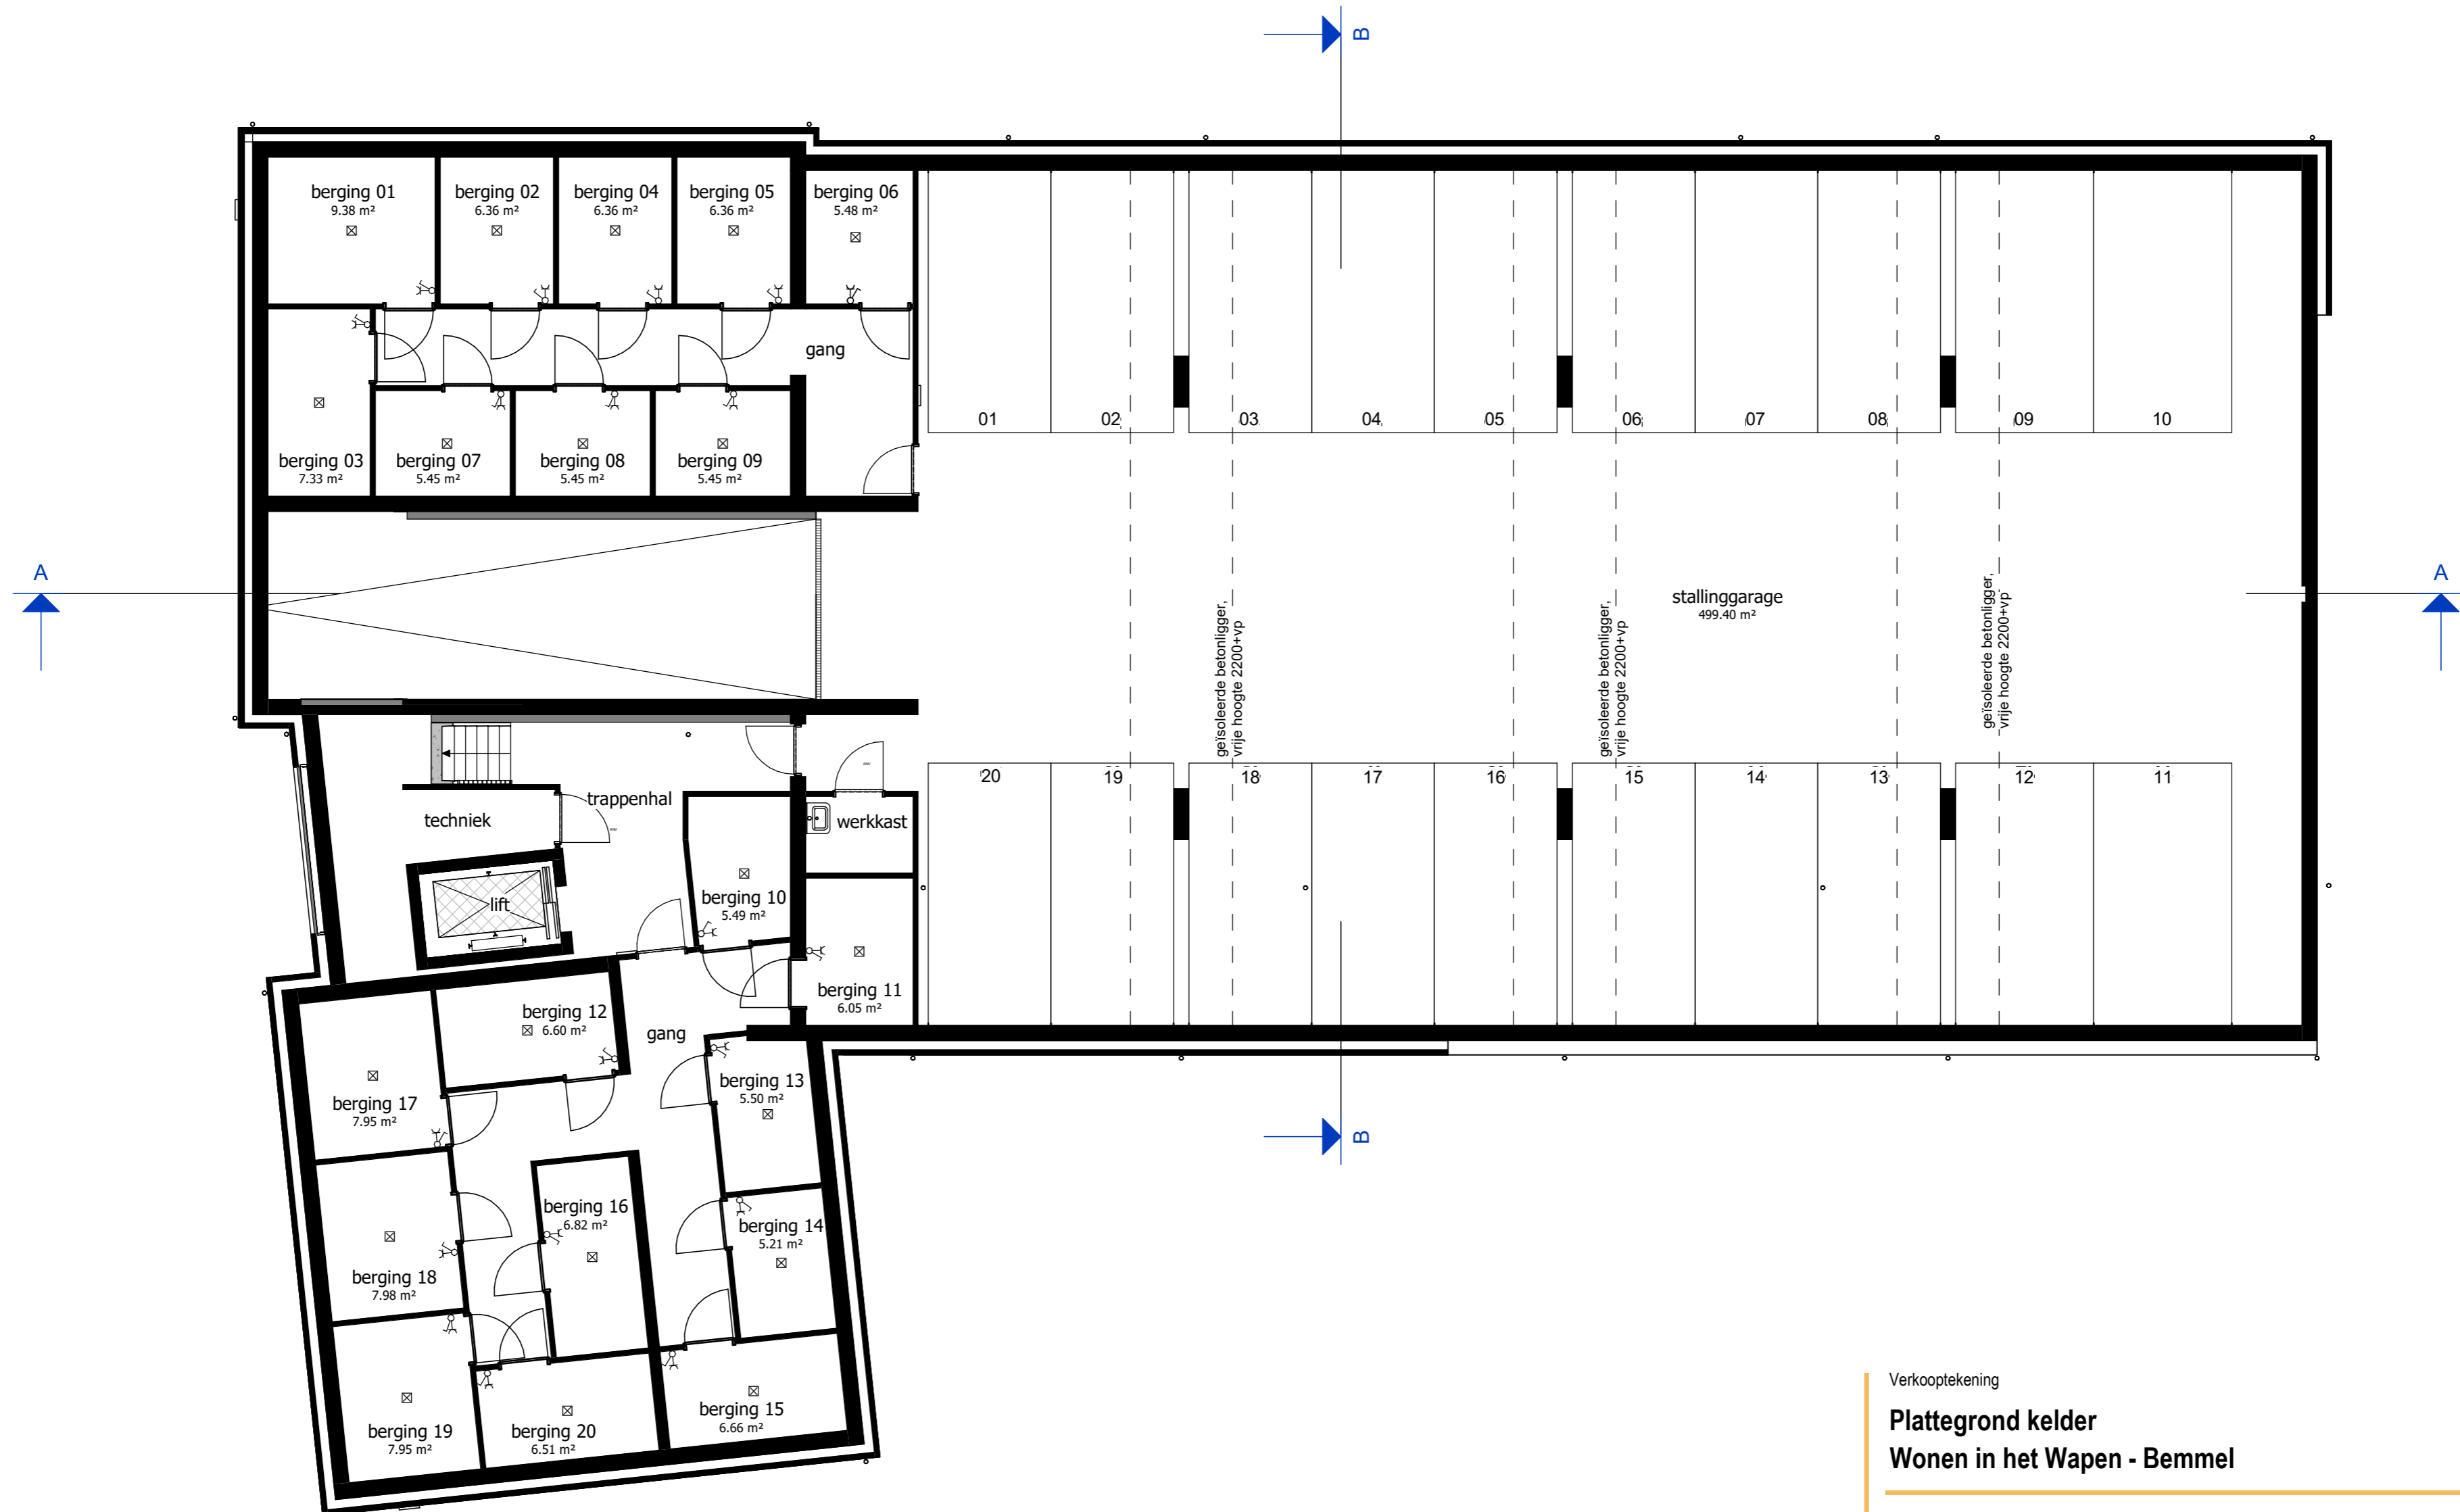 B
berging 01
9.38 m²
berging 02
6.36 m²
berging 04
6.36 m²
berging 05
6.36 m²
berging 06
5.48 m²
gang
01
02
03
04
05
06
07
08
09
10
berging 03
7.33 m²
berging 07
5.45 m²
berging 08
5.45 m²
berging 09
5.45 m²
A
A
stallinggarage
499.40 m²
geïsoleerde betonligger,
vrije hoogte 2200+vp
geïsoleerde betonligger,
vrije hoogte 2200+vp
geïsoleerde betonligger,
vrije hoogte 2200+vp
20
19
18
17
16
15
14
13
12
11
trappenhal
techniek
werkkast
lift
berging 10
5.49 m²
berging 11
6.05 m²
berging 12
6.60 m²
gang
berging 13
5.50 m²
berging 17
7.95 m²
B
berging 16
6.82 m²
berging 14
5.21 m²
berging 18
7.98 m²
berging 15
6.66 m²
berging 19
7.95 m²
berging 20
6.51 m²
Verkooptekening
Plattegrond kelder
Wonen in het Wapen - Bemmel